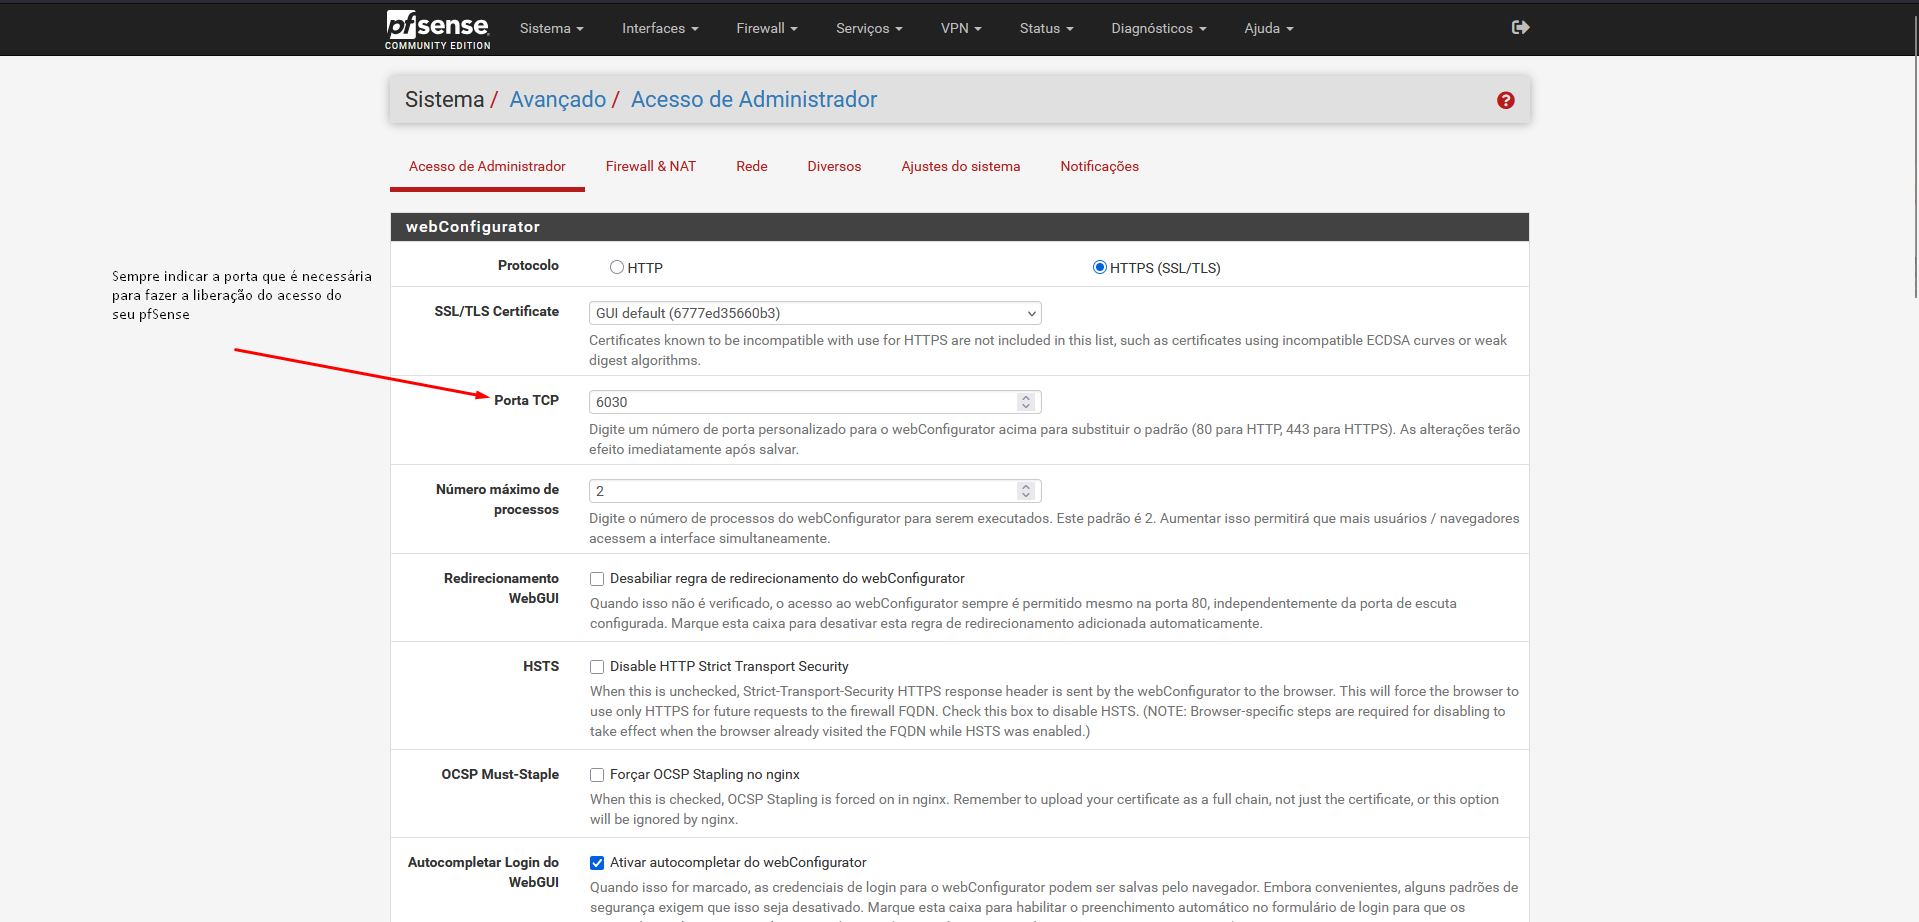 pfsense
COMMUNITY EDITION
Sistema
Interfaces
Firewall
Serviços
VPN
Status
Diagnósticos
Ajuda
Sistema / Avançado / Acesso de Administrador
Acesso de Administrador
Firewall & NAT
Rede
Diversos
Ajustes do sistema
Notificações
webConfigurator
Sempre indicar a porta que é necessária
para fazer a liberação do acesso do
seu pfSense
Protocolo
HTTP
HTTPS (SSL/TLS)
SSL/TLS Certificate
GUI default (6777ed35660b3)
Certificates known to be incompatible with use for HTTPS are not included in this list, such as certificates using incompatible ECDSA curves or weak
digest algorithms.
Porta TCP
6030
Digite um número de porta personalizado para o webConfigurator acima para substituir o padrão (80 para HTTP, 443 para HTTPS). As alterações terão
efeito imediatamente após salvar.
Número máximo de
processos
2
Digite o número de processos do webConfigurator para serem executados. Este padrão é 2. Aumentar isso permitirá que mais usuários / navegadores
acessem a interface simultaneamente.
Redirecionamento
WebGUI
Desabiliar regra de redirecionamento do webConfigurator
Quando isso não é verificado, o acesso ao webConfigurator sempre é permitido mesmo na porta 80, independentemente da porta de escuta
configurada. Marque esta caixa para desativar esta regra de redirecionamento adicionada automaticamente.
HSTS
Disable HTTP Strict Transport Security
When this is unchecked, Strict-Transport-Security HTTPS response header is sent by the webConfigurator to the browser. This will force the browser to
use only HTTPS for future requests to the firewall FQDN. Check this box to disable HSTS. (NOTE: Browser-specific steps are required for disabling to
take effect when the browser already visited the FQDN while HSTS was enabled.)
OCSP Must-Staple
Forçar OCSP Stapling no nginx
When this is checked, OCSP Stapling is forced on in nginx. Remember to upload your certificate as a full chain, not just the certificate, or this option
will be ignored by nginx.
Autocompletar Login do
WebGUI
Ativar autocompletar do webConfigurator
Quando isso for marcado, as credenciais de login para o webConfigurator podem ser salvas pelo navegador. Embora convenientes, alguns padrões de
segurança exigem que isso seja desativado. Marque esta caixa para habilitar o preenchimento automático no formulário de login para que os